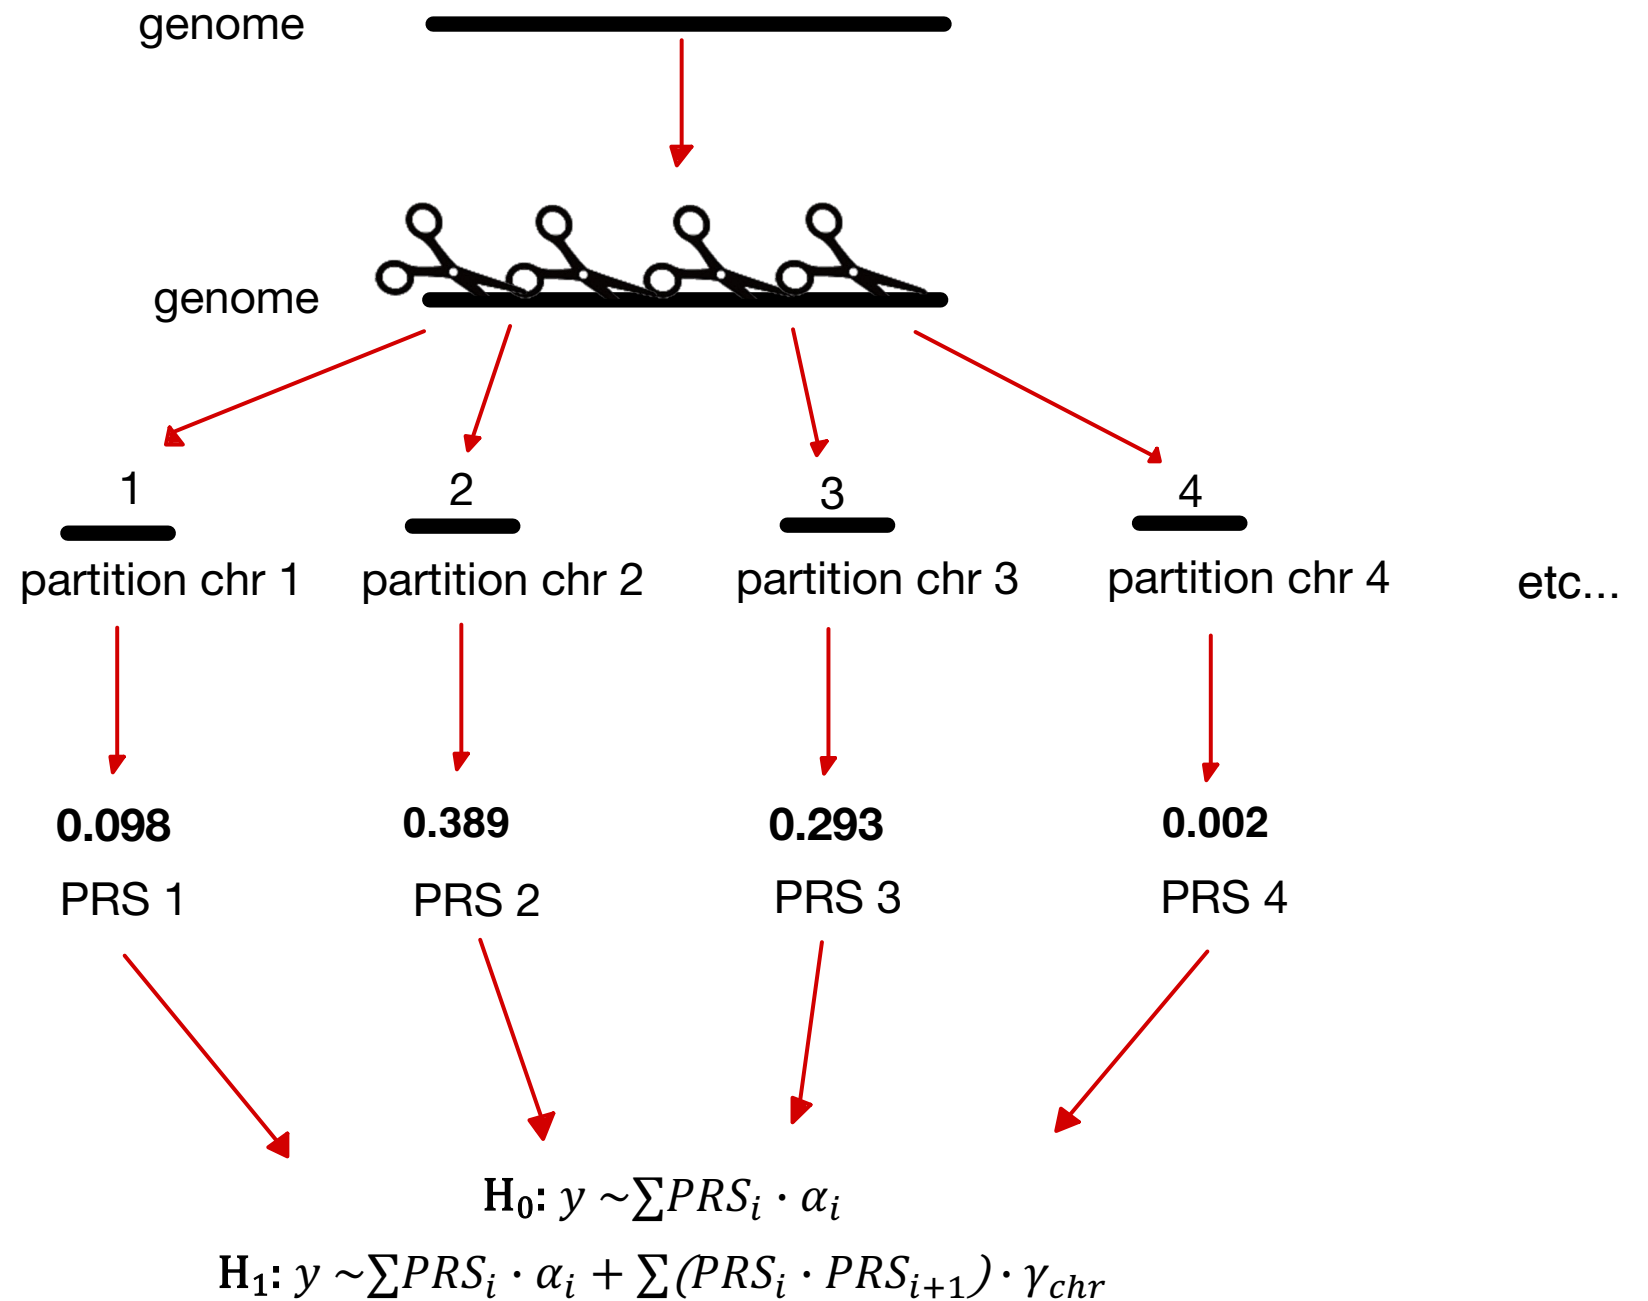 genome
genome
1 2 3 4
partition chr 1 partition chr 2 partition chr 3 partition chr 4 etc...
0.098 0.389 0.293 0.002
PRS 1 PRS 2 PRS 3 PRS 4
H₀: y ~∑PRSᵢ · αᵢ
H₁: y ~∑PRSᵢ · αᵢ + ∑(PRSᵢ · PRSᵢ₊₁) · γ_chr